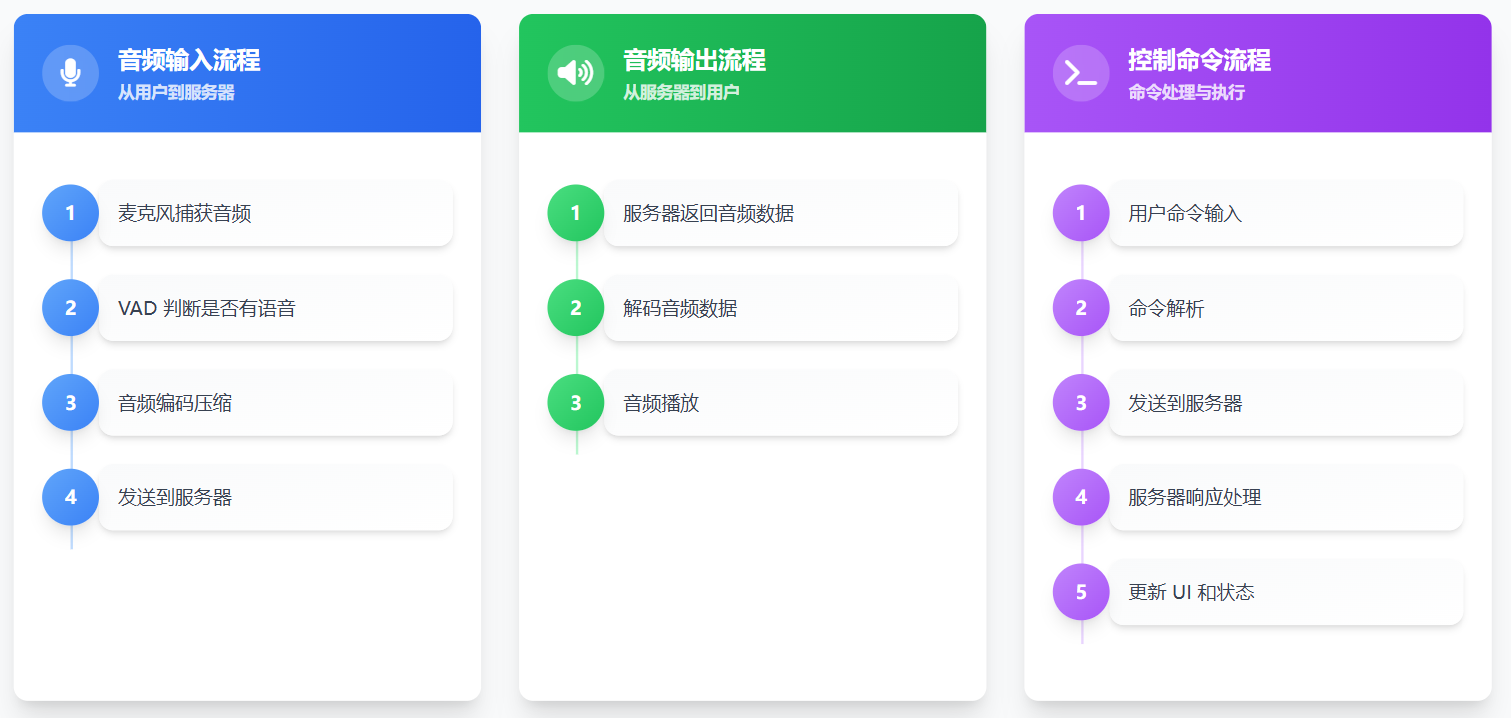 音频输入流程
从用户到服务器
1
麦克风捕获音频
2
VAD 判断是否有语音
3
音频编码压缩
4
发送到服务器
音频输出流程
从服务器到用户
1
服务器返回音频数据
2
解码音频数据
3
音频播放
控制命令流程
命令处理与执行
1
用户命令输入
2
命令解析
3
发送到服务器
4
服务器响应处理
5
更新 UI 和状态